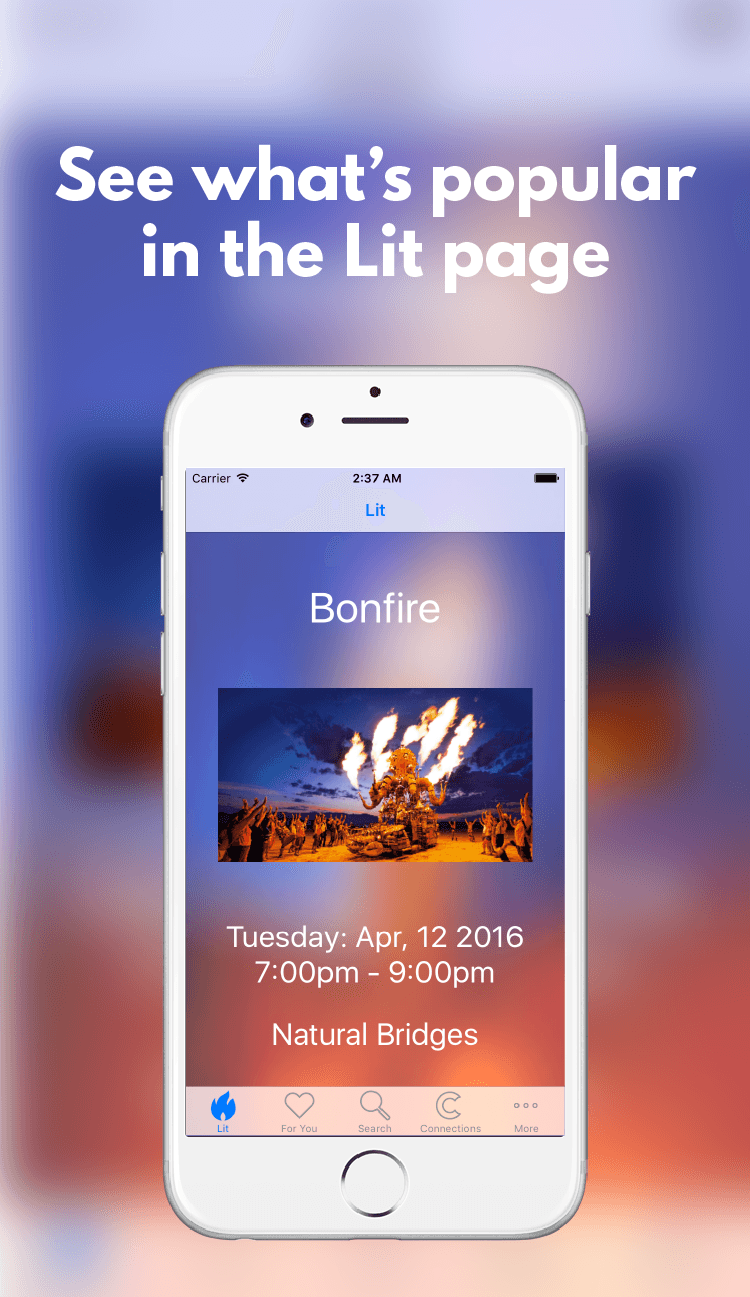 See what's popular
in the Lit page
Carrier 2:37 AM
Lit
Bonfire
Tuesday: Apr, 12 2016
7:00pm - 9:00pm
Natural Bridges
Lit For You Search Connections More